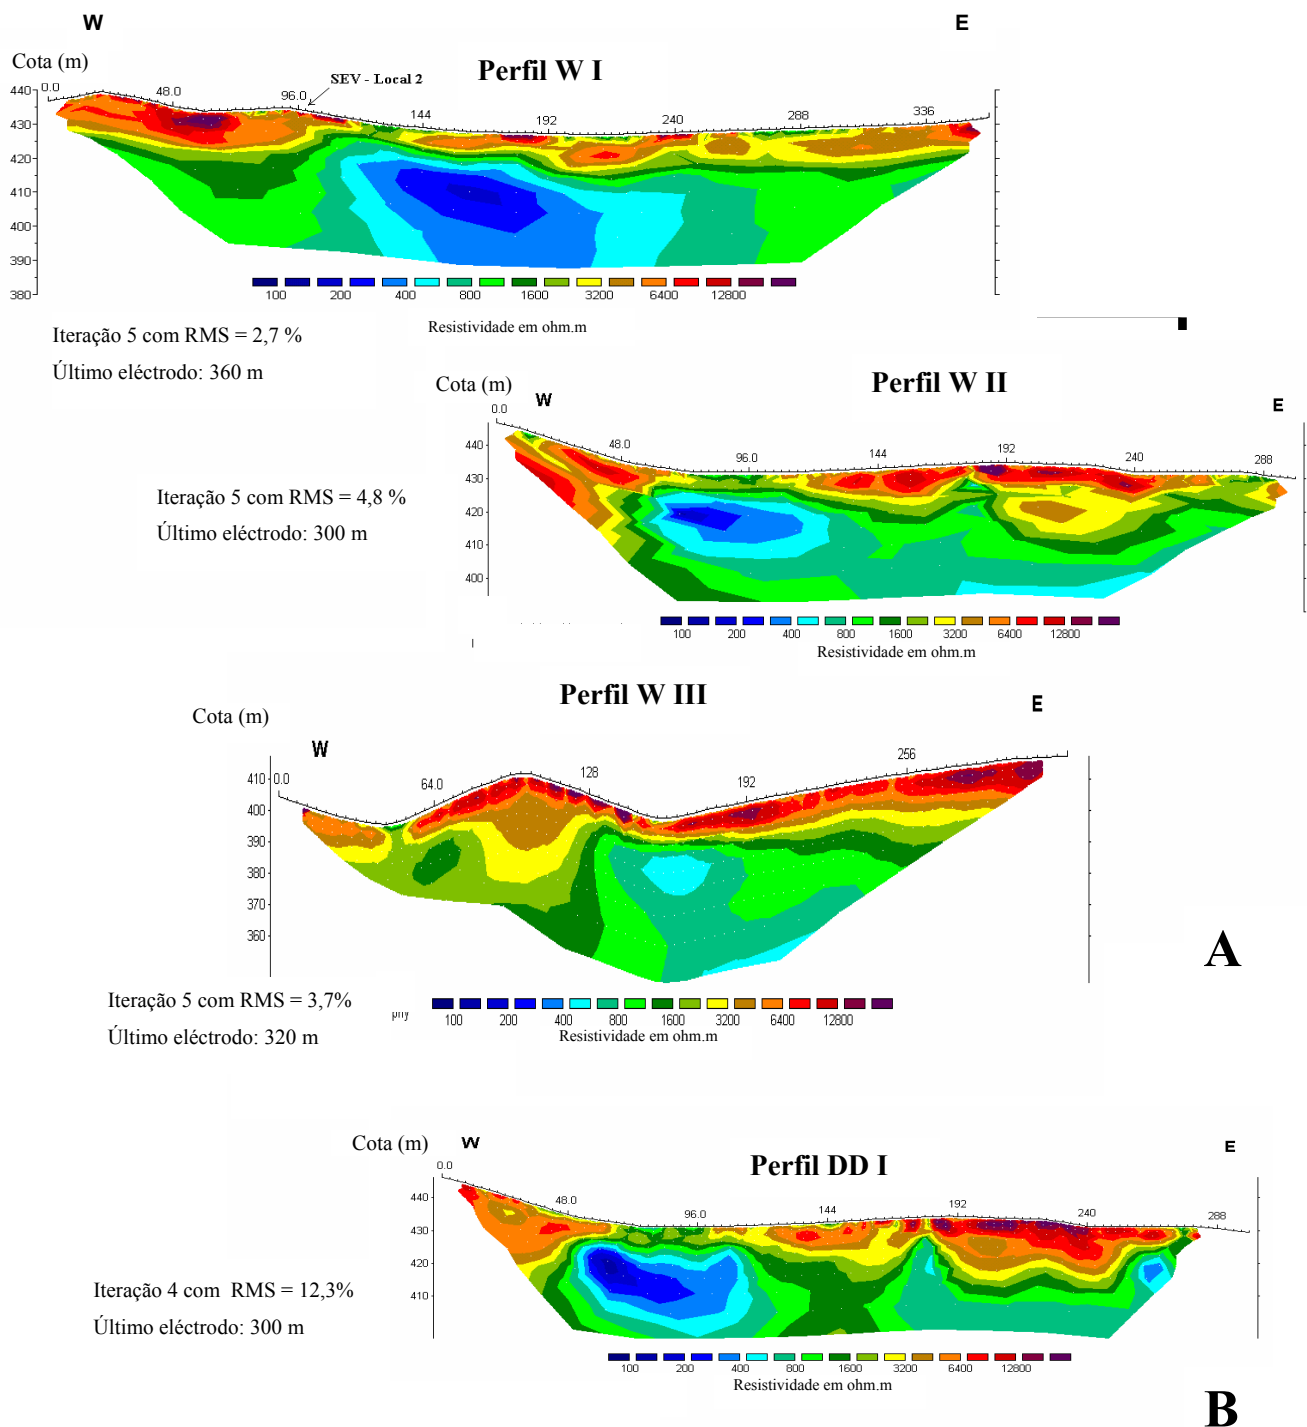 W
E
Cota (m)
Perfil W I
SEV - Local 2
0.0 48.0 96.0 144 192 240 288 336
440
430
420
410
400
390
380
100 200 400 800 1600 3200 6400 12800
Resistividade em ohm.m
Iteração 5 com RMS = 2,7 %
Último eléctrodo: 360 m
Cota (m)
W
Perfil W II
E
0.0 48.0 96.0 144 192 240 288
440
430
420
410
400
Iteração 5 com RMS = 4,8 %
Último eléctrodo: 300 m
100 200 400 800 1600 3200 6400 12800
Resistividade em ohm.m
Perfil W III
Cota (m)
W
E
0.0 64.0 128 192 256
410
400
390
380
370
360
A
Iteração 5 com RMS = 3,7%
Último eléctrodo: 320 m
100 200 400 800 1600 3200 6400 12800
Resistividade em ohm.m
Cota (m)
W
Perfil DD I
E
0.0 48.0 96.0 144 192 240 288
440
430
420
410
Iteração 4 com RMS = 12,3%
Último eléctrodo: 300 m
100 200 400 800 1600 3200 6400 12800
Resistividade em ohm.m
B